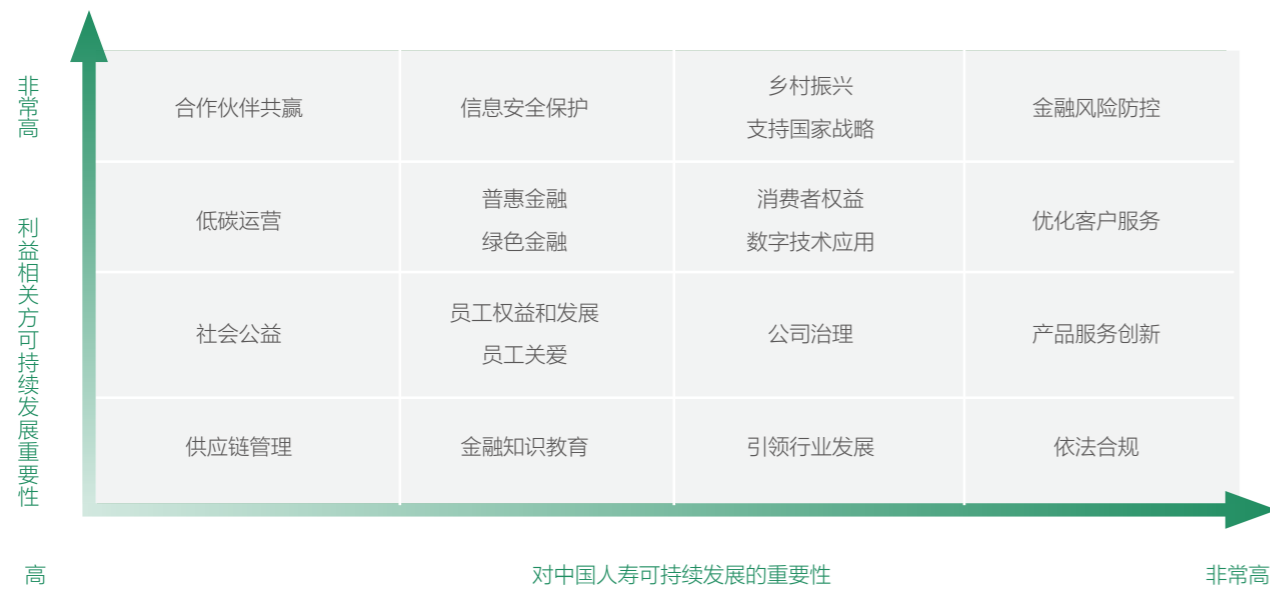 非常高
利益相关方可持续发展重要性
合作伙伴共赢
信息安全保护
乡村振兴
支持国家战略
金融风险防控
低碳运营
普惠金融
绿色金融
消费者权益
数字技术应用
优化客户服务
社会公益
员工权益和发展
员工关爱
公司治理
产品服务创新
供应链管理
金融知识教育
引领行业发展
依法合规
高
对中国人寿可持续发展的重要性
非常高